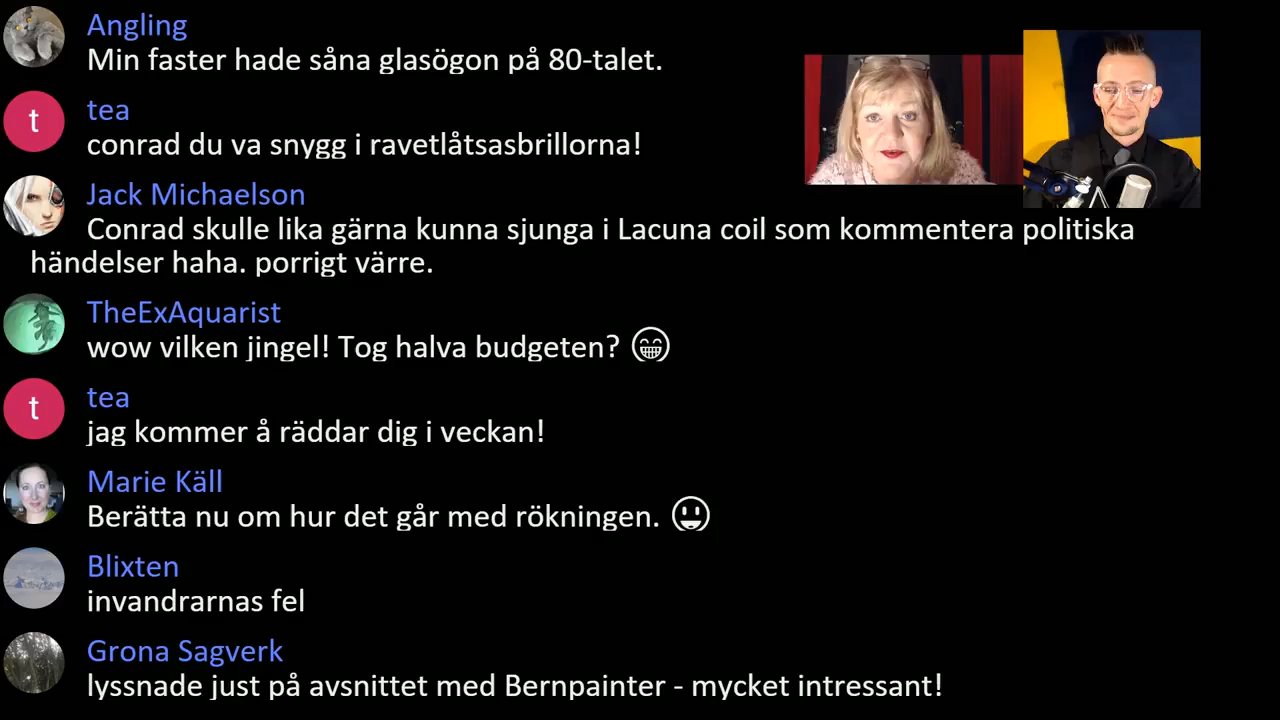 Angling
Min faster hade såna glasögon på 80-talet.
t
tea
conrad du va snygg i ravetlåtsasbrillorna!
Jack Michaelson
Conrad skulle lika gärna kunna sjunga i Lacuna coil som kommentera politiska
händelser haha. porrigt värre.
TheExAquarist
wow vilken jingel! Tog halva budgeten? 😁
t
tea
jag kommer å räddar dig i veckan!
Marie Käll
Berätta nu om hur det går med rökningen. 😃
Blixten
invandrarnas fel
Grona Sagverk
lyssnade just på avsnittet med Bernpainter - mycket intressant!